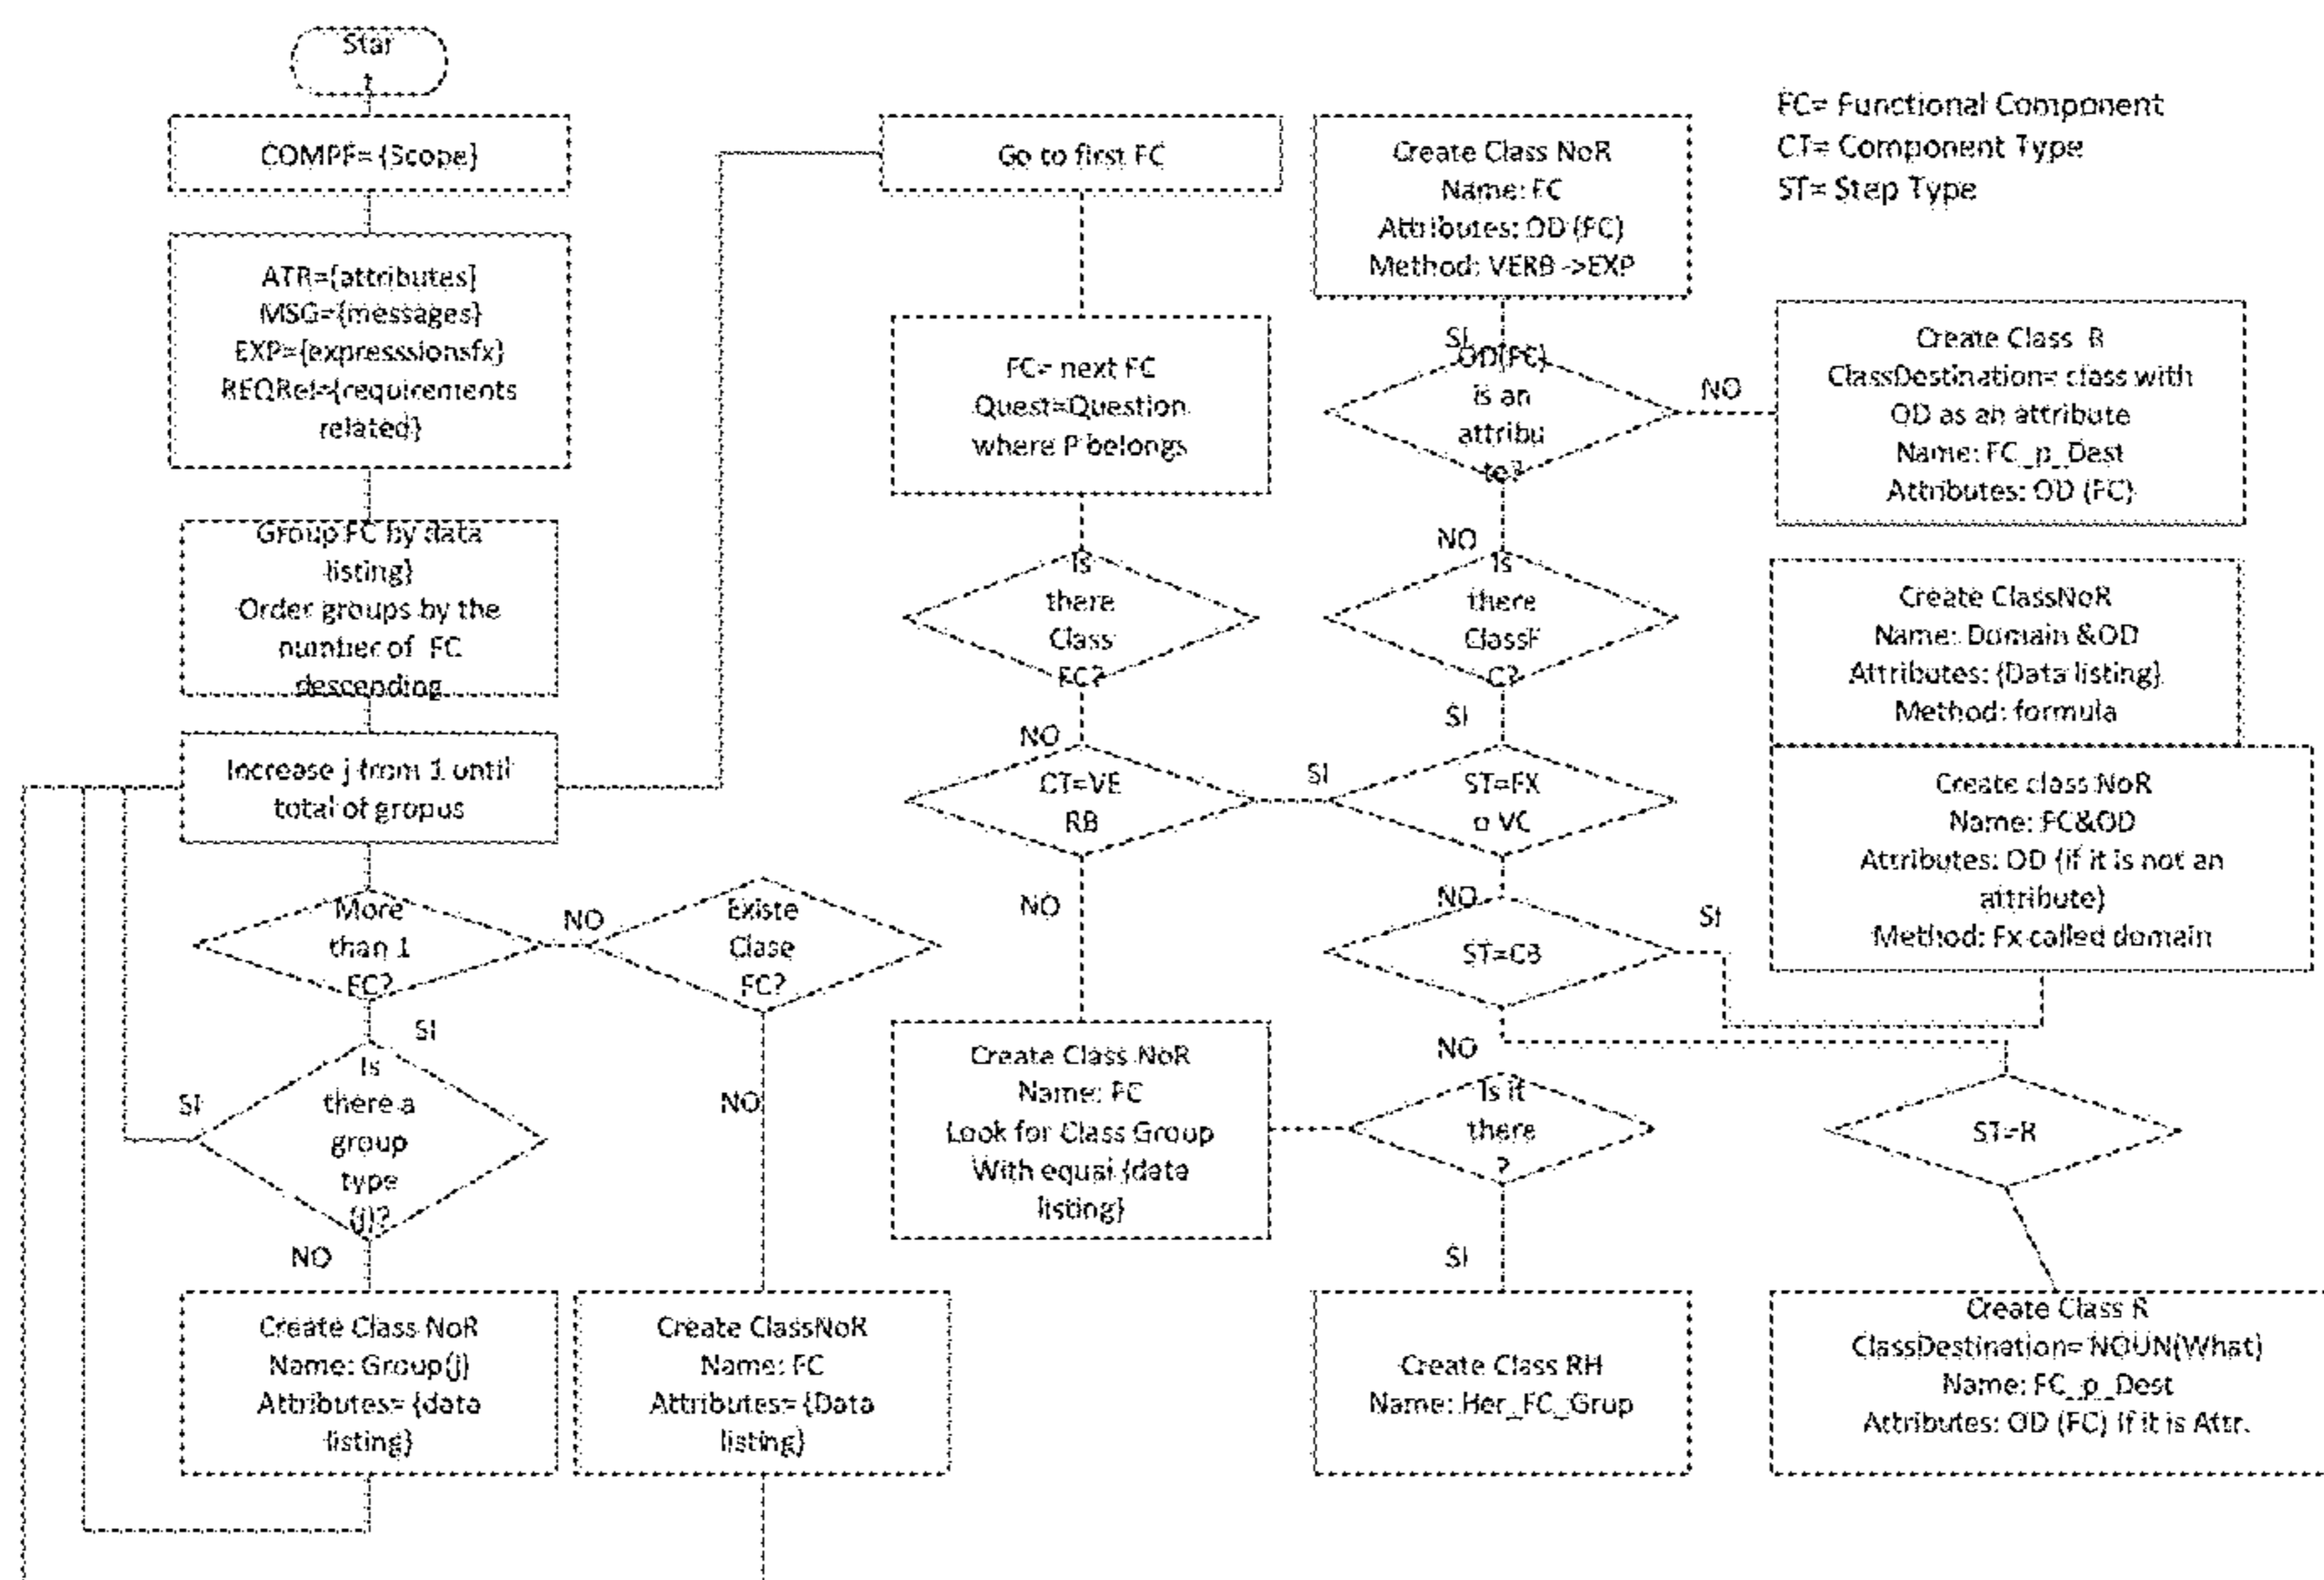 Star
t
COMPF= {Scope}
ATR={attributes}
MSG={messages}
EXP={expresssionsfx}
REQRel={requirements
related}
Group FC by data
listing}
Order groups by the
number of FC
descending
Increase j from 1 until
total of gropus
More
than 1
FC?
NO
SI
Existe
Clase
FC?
NO
Is
there a
group
type
(j)?
SI
NO
Create Class NoR
Name: Group(j)
Attributes= {data
listing}
Create ClassNoR
Name: FC
Attributes= {Data
listing}
Go to first FC
FC= next FC
Quest=Question
where P belongs
Is
there
Class
FC?
NO
CT=VE
RB
SI
NO
Create Class NoR
Name: FC
Look for Class Group
With equal {data
listing}
Create Class NoR
Name: FC
Attributes: OD (FC)
Method: VERB ->EXP
SI
OD(FC)
is an
attribu
te?
NO
NO
Is
there
ClassF
C?
SI
ST=FX
o VC
NO
ST=CB
SI
NO
Is it
there
?
SI
Create Class RH
Name: Her_FC_Grup
FC= Functional Component
CT= Component Type
ST= Step Type
Create Class R
ClassDestination= class with
OD as an attribute
Name: FC_p_Dest
Attributes: OD (FC)
Create ClassNoR
Name: Domain &OD
Attributes: {Data listing}
Method: formula
Create class NoR
Name: FC&OD
Attributes: OD (if it is not an
attribute)
Method: Fx called domain
ST=R
Create Class R
ClassDestination= NOUN(What)
Name: FC_p_Dest
Attributes: OD (FC) if it is Attr.